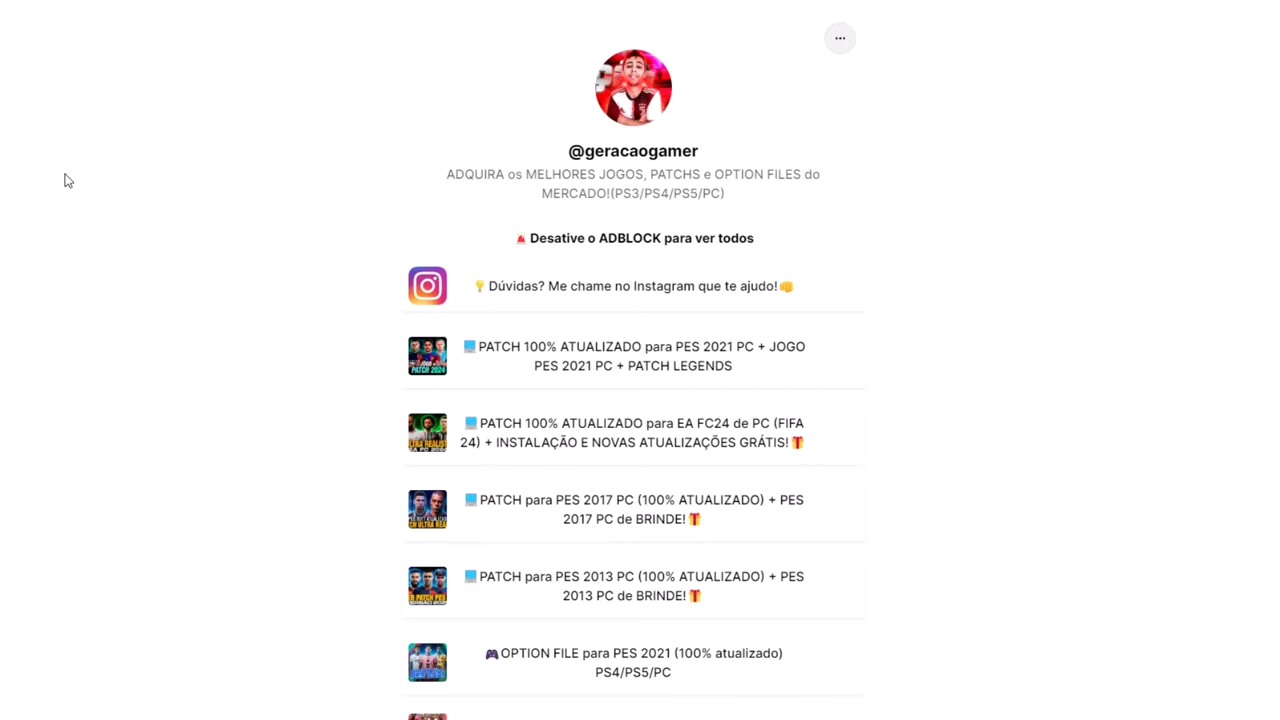 @geracaogamer
ADQUIRA os MELHORES JOGOS, PATCHS e OPTION FILES do
MERCADO!(PS3/PS4/PS5/PC)
🚨 Desative o ADBLOCK para ver todos
💡 Dúvidas? Me chame no Instagram que te ajudo!👊
💻PATCH 100% ATUALIZADO para PES 2021 PC + JOGO
PES 2021 PC + PATCH LEGENDS
PATCH 2024
💻PATCH 100% ATUALIZADO para EA FC24 de PC (FIFA
24) + INSTALAÇÃO E NOVAS ATUALIZAÇÕES GRÁTIS!🎁
💻PATCH para PES 2017 PC (100% ATUALIZADO) + PES
2017 PC de BRINDE!🎁
💻PATCH para PES 2013 PC (100% ATUALIZADO) + PES
2013 PC de BRINDE!🎁
🎮OPTION FILE para PES 2021 (100% atualizado)
PS4/PS5/PC